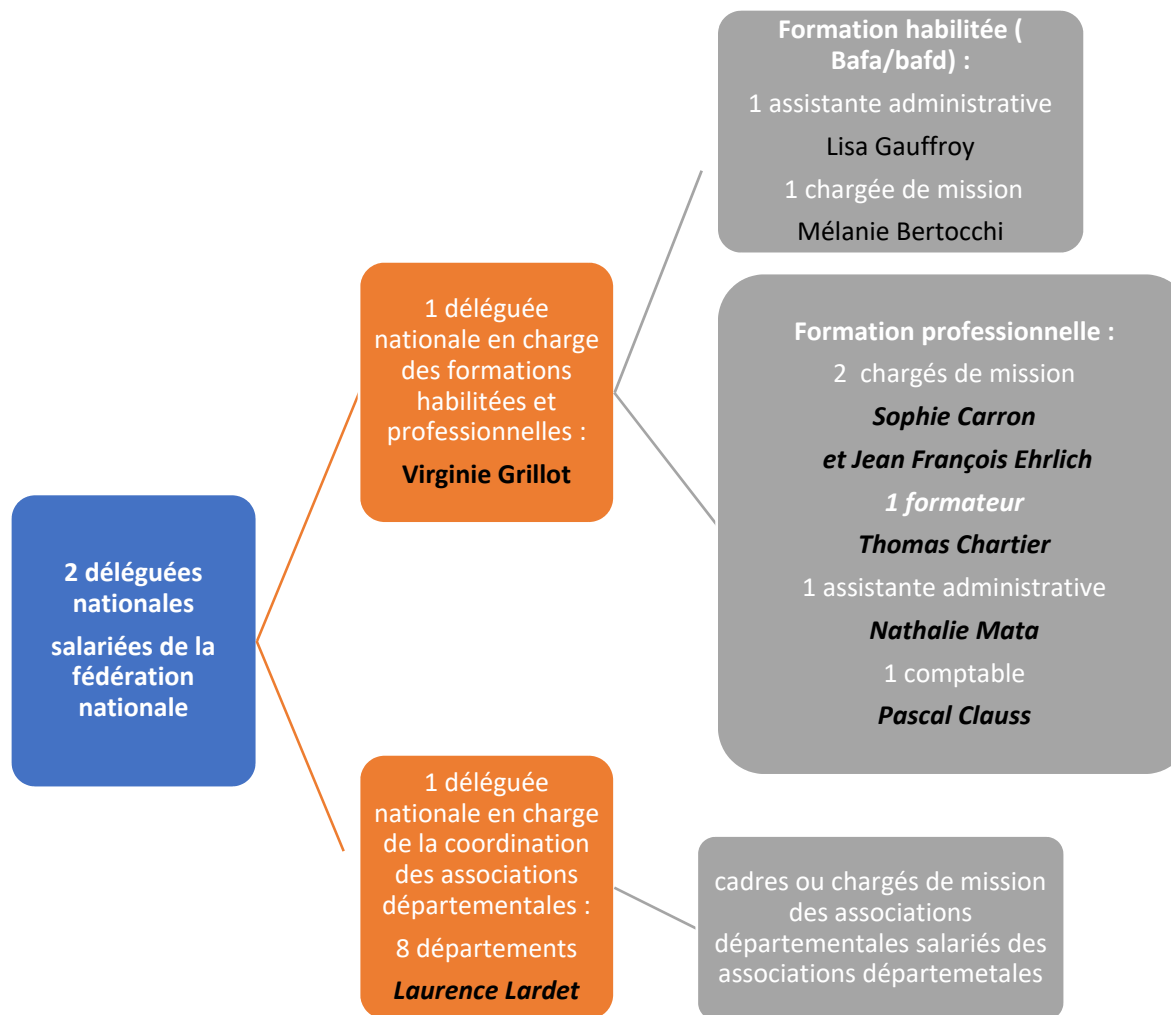 2 déléguées
nationales
salariées de la
fédération
nationale
1 déléguée
nationale en charge
des formations
habilitées et
professionnelles :
Virginie Grillot
Formation habilitée (
Bafa/bafd) :
1 assistante administrative
Lisa Gauffroy
1 chargée de mission
Mélanie Bertocchi
Formation professionnelle :
2 chargés de mission
Sophie Carron
et Jean François Ehrlich
1 formateur
Thomas Chartier
1 assistante administrative
Nathalie Mata
1 comptable
Pascal Clauss
1 déléguée
nationale en charge
de la coordination
des associations
départementales :
8 départements
Laurence Lardet
cadres ou chargés de mission
des associations
départementales salariés des
associations départemetales